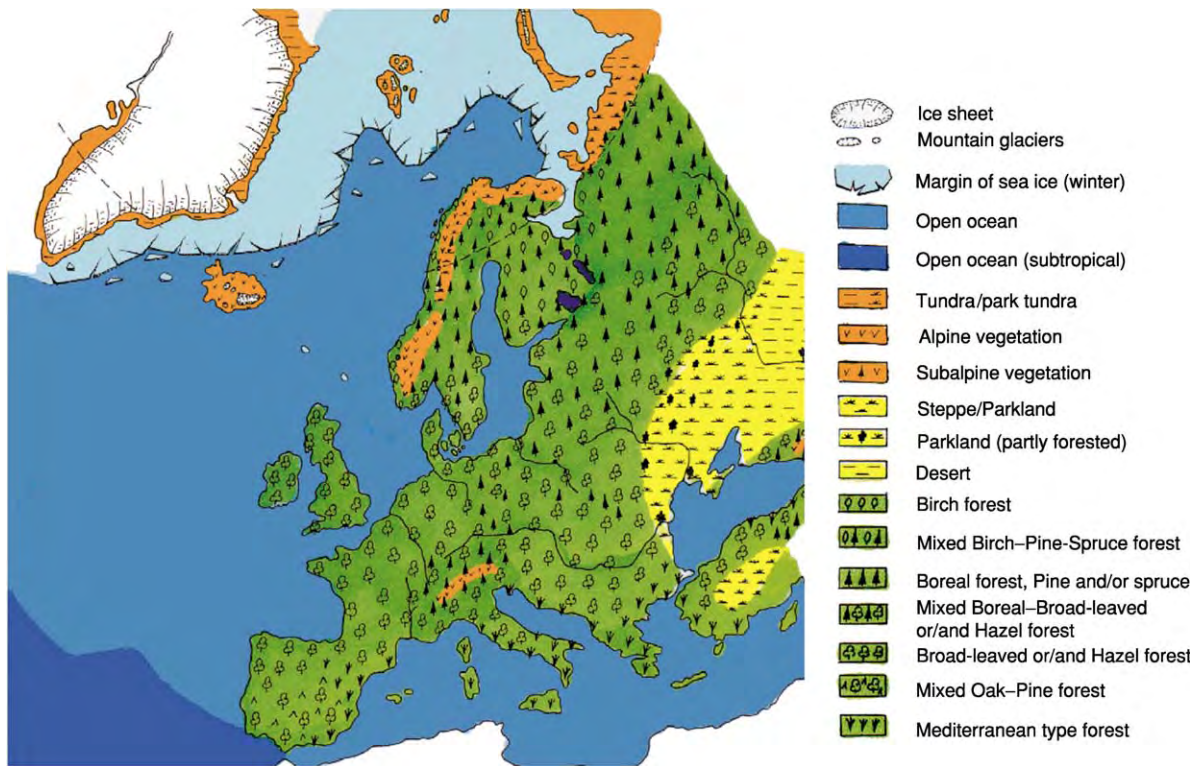 Ice sheet
Mountain glaciers
Margin of sea ice (winter)
Open ocean
Open ocean (subtropical)
Tundra/park tundra
Alpine vegetation
Subalpine vegetation
Steppe/Parkland
Parkland (partly forested)
Desert
Birch forest
Mixed Birch–Pine-Spruce forest
Boreal forest, Pine and/or spruce
Mixed Boreal–Broad-leaved
or/and Hazel forest
Broad-leaved or/and Hazel forest
Mixed Oak–Pine forest
Mediterranean type forest